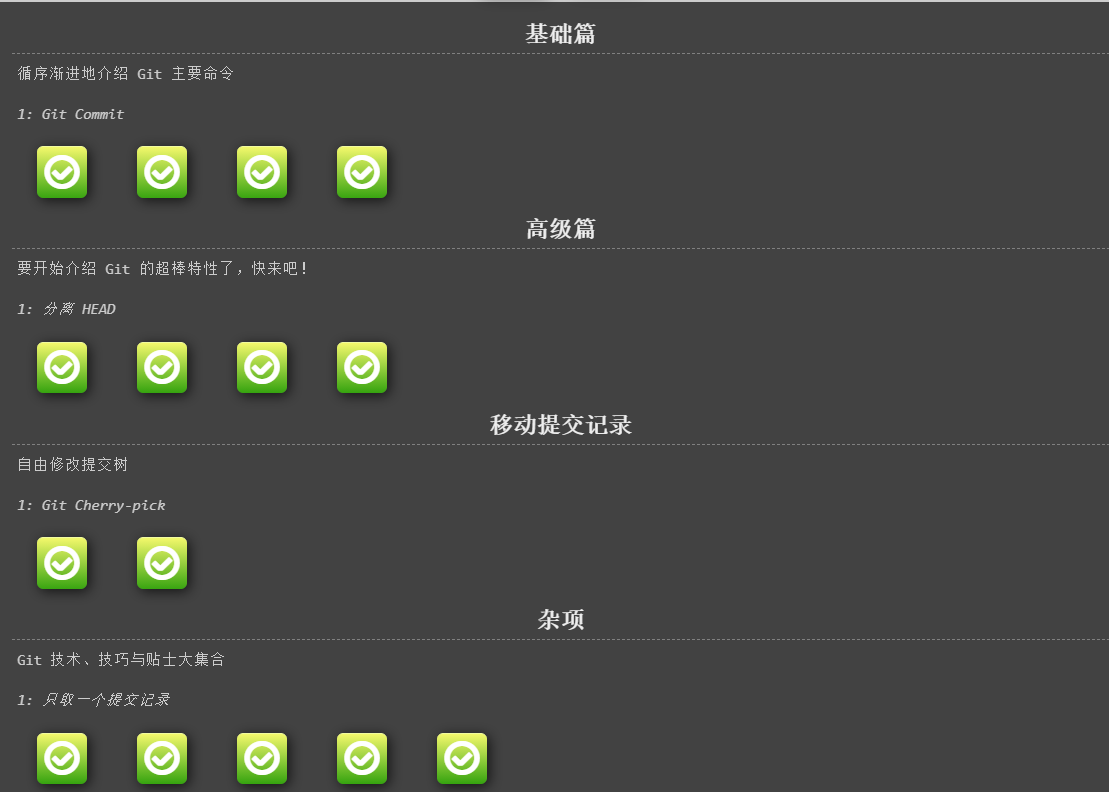 基础篇
循序渐进地介绍 Git 主要命令
1: Git Commit
高级篇
要开始介绍 Git 的超棒特性了，快来吧！
1: 分离 HEAD
移动提交记录
自由修改提交树
1: Git Cherry-pick
杂项
Git 技术、技巧与贴士大集合
1: 只取一个提交记录